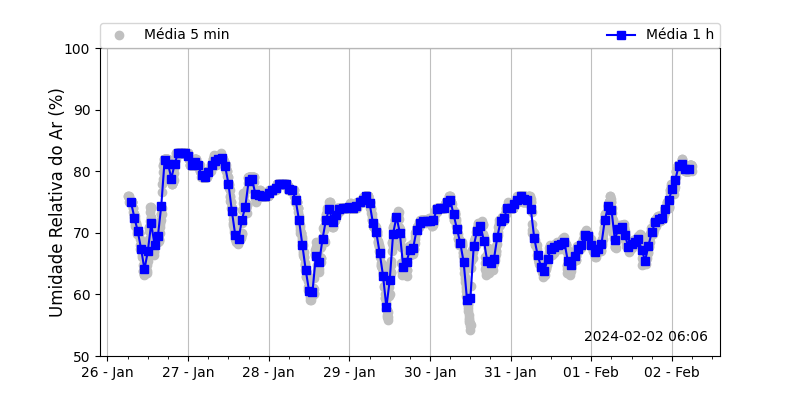 Média 5 min
Média 1 h
Umidade Relativa do Ar (%)
100
90
80
70
60
50
2024-02-02 06:06
26 - Jan
27 - Jan
28 - Jan
29 - Jan
30 - Jan
31 - Jan
01 - Feb
02 - Feb